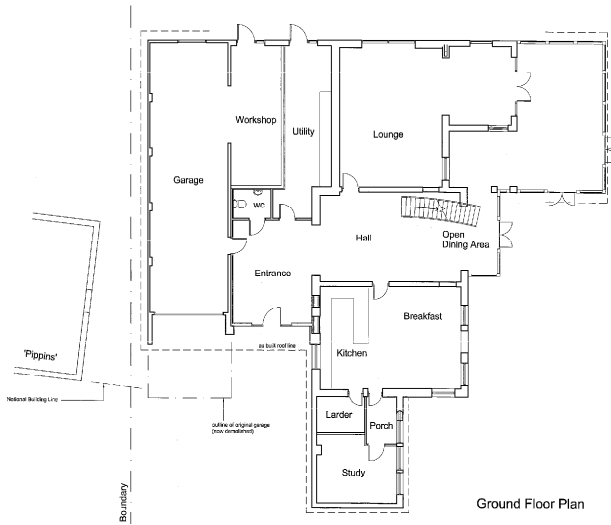 Workshop
Utility
Lounge
Garage
WC
Hall
Open
Dining Area
Entrance
Breakfast
as built roof line
Kitchen
'Pippins'
National Building Line
Larder
Porch
outline of original garage
(now demolished)
Study
Boundary
Ground Floor Plan